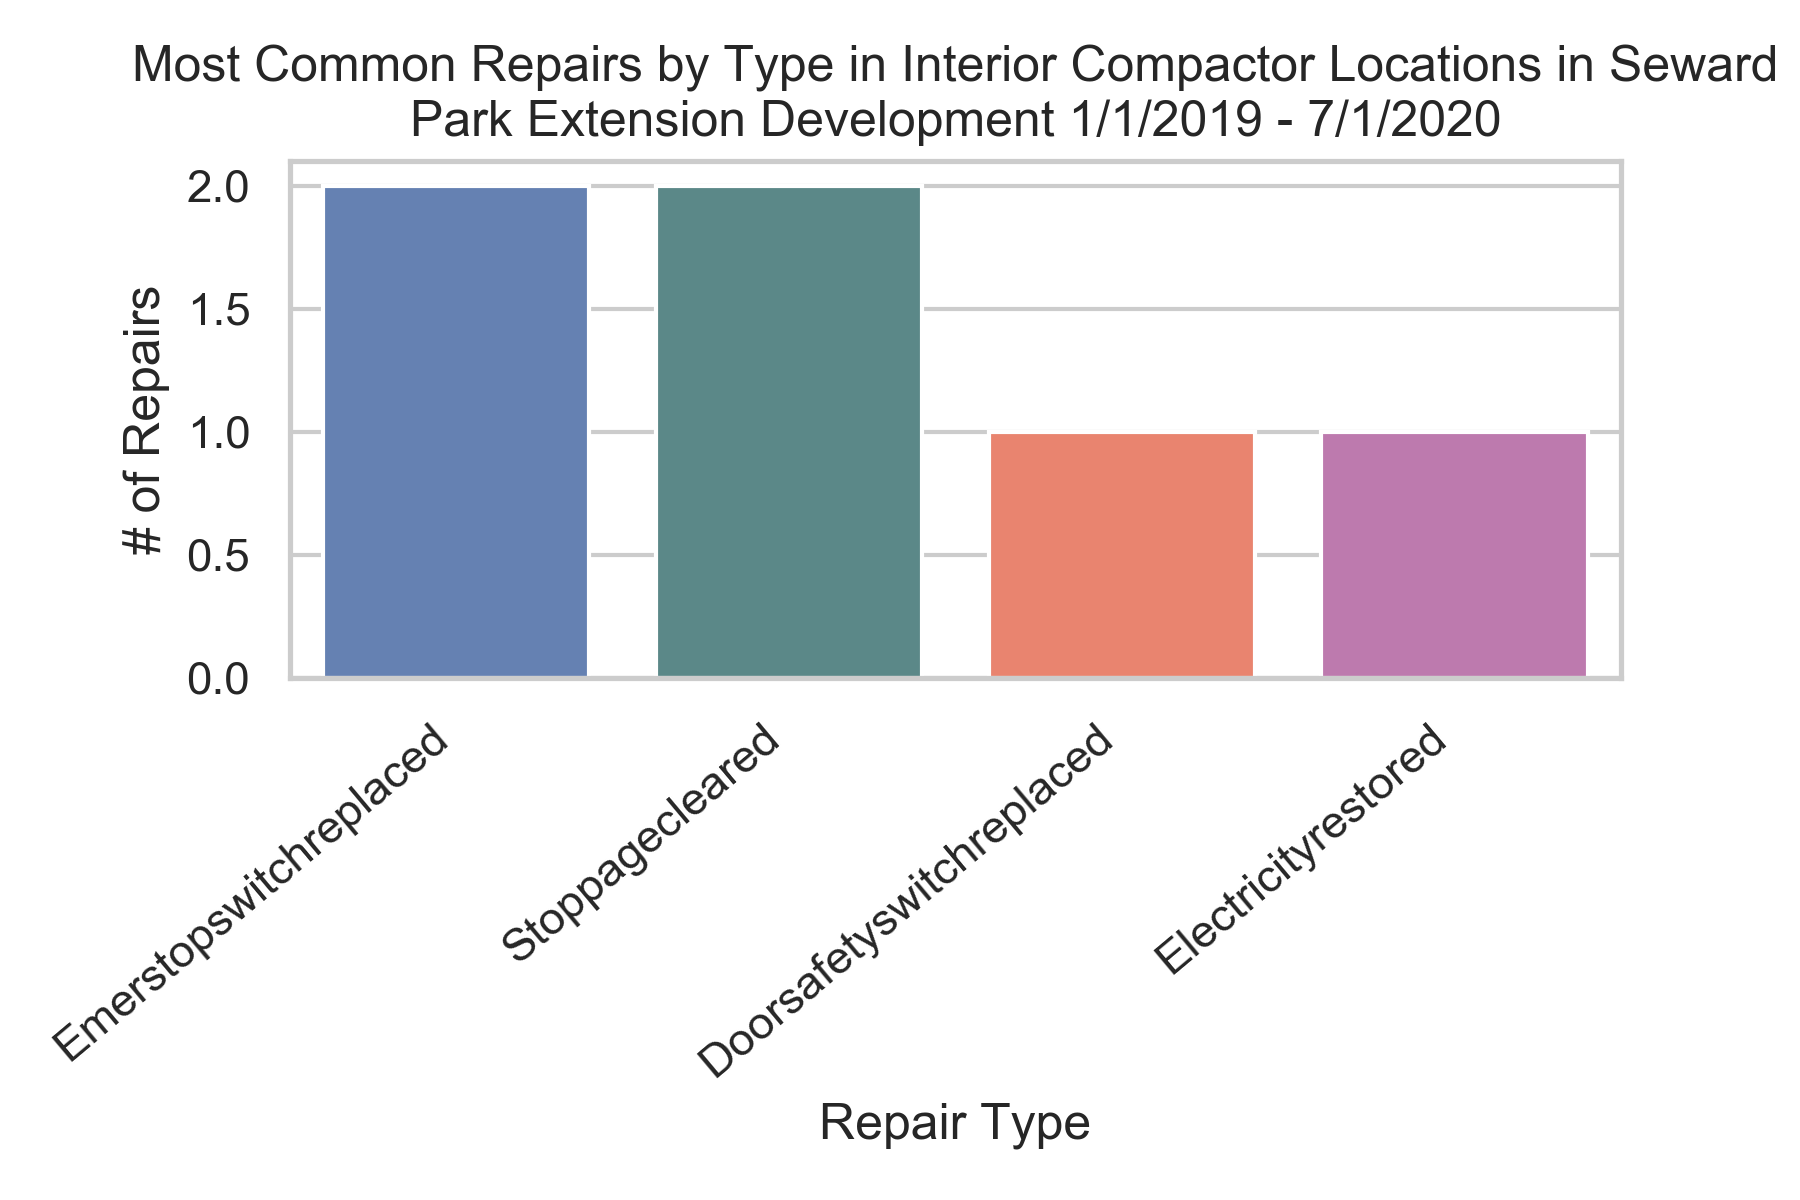 Most Common Repairs by Type in Interior Compactor Locations in Seward
Park Extension Development 1/1/2019 - 7/1/2020
# of Repairs
2.0
1.5
1.0
0.5
0.0
Emerstopswitchreplaced
Stoppagecleared
Doorsafetyswitchreplaced
Electricityrestored
Repair Type